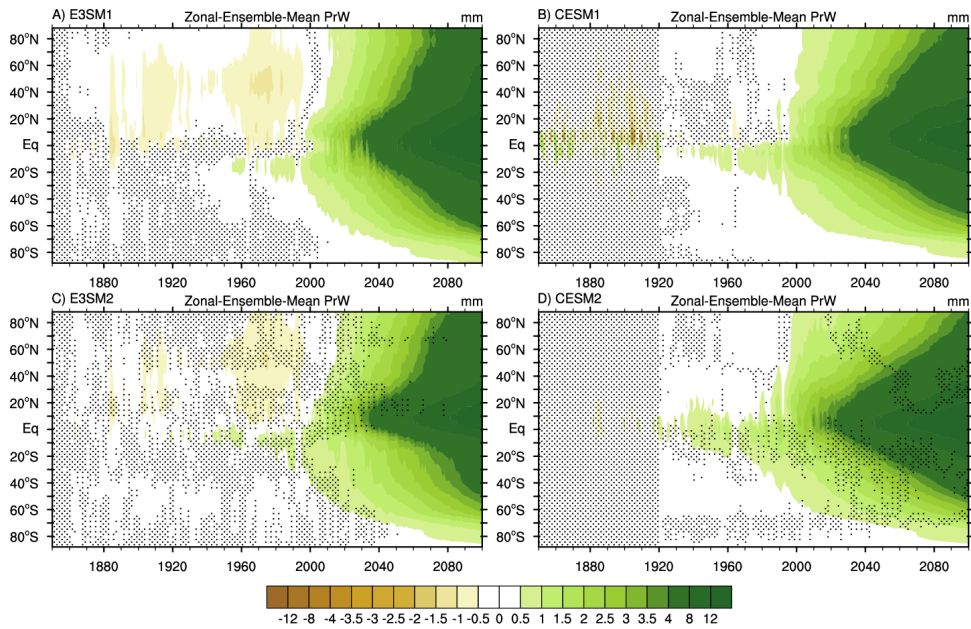 A) E3SM1 Zonal-Ensemble-Mean PrW mm
B) CESM1 Zonal-Ensemble-Mean PrW mm
80°N
60°N
40°N
20°N
Eq
20°S
40°S
60°S
80°S
80°N
60°N
40°N
20°N
Eq
20°S
40°S
60°S
80°S
1880 1920 1960 2000 2040 2080
1880 1920 1960 2000 2040 2080
C) E3SM2 Zonal-Ensemble-Mean PrW mm
D) CESM2 Zonal-Ensemble-Mean PrW mm
80°N
60°N
40°N
20°N
Eq
20°S
40°S
60°S
80°S
80°N
60°N
40°N
20°N
Eq
20°S
40°S
60°S
80°S
1880 1920 1960 2000 2040 2080
1880 1920 1960 2000 2040 2080
-12 -8 -4 -3.5 -3 -2.5 -2 -1.5 -1 -0.5 0 0.5 1 1.5 2 2.5 3 3.5 4 8 12